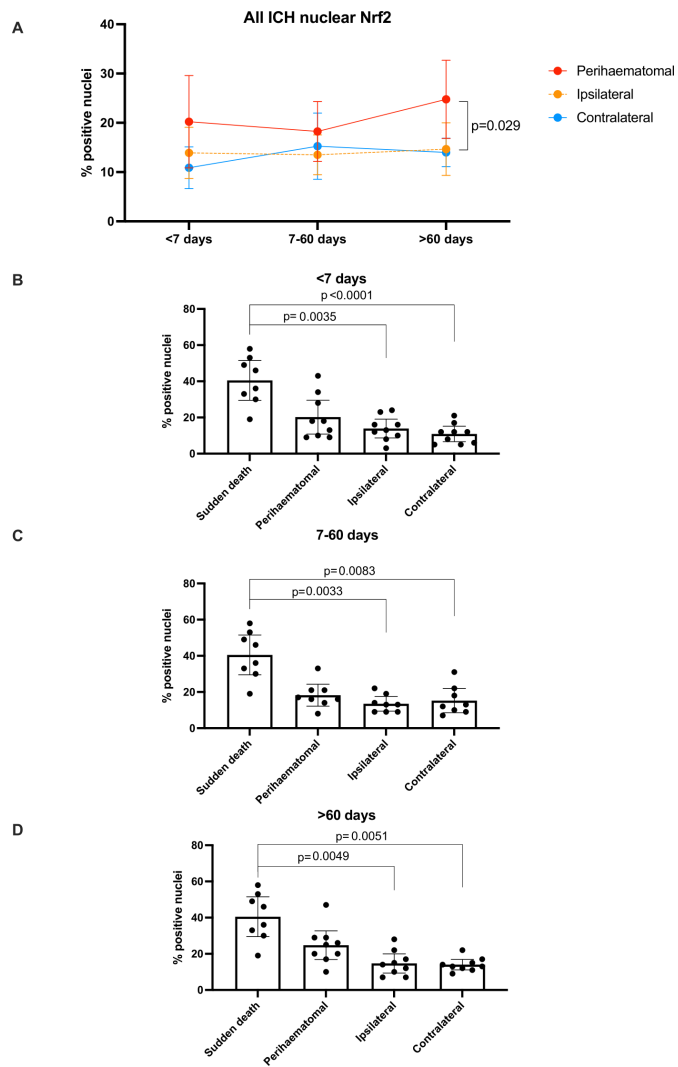 A
All ICH nuclear Nrf2
% positive nuclei
40
30
20
10
0
<7 days
7-60 days
>60 days
p=0.029
Perihaematomal
Ipsilateral
Contralateral
B
<7 days
p <0.0001
p= 0.0035
% positive nuclei
80
60
40
20
0
Sudden death
Perihaematomal
Ipsilateral
Contralateral
C
7-60 days
p= 0.0083
p=0.0033
% positive nuclei
80
60
40
20
0
Sudden death
Perihaematomal
Ipsilateral
Contralateral
D
>60 days
p= 0.0051
p= 0.0049
% positive nuclei
80
60
40
20
0
Sudden death
Perihaematomal
Ipsilateral
Contralateral